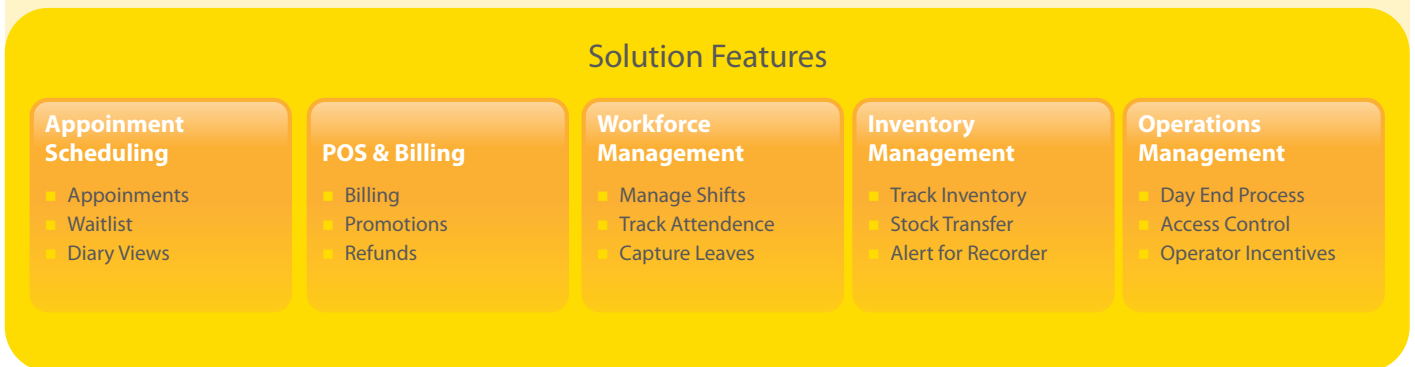 Solution Features
Appoinment
Scheduling
Appoinments
Waitlist
Diary Views
POS & Billing
Billing
Promotions
Refunds
Workforce
Management
Manage Shifts
Track Attendence
Capture Leaves
Inventory
Management
Track Inventory
Stock Transfer
Alert for Recorder
Operations
Management
Day End Process
Access Control
Operator Incentives